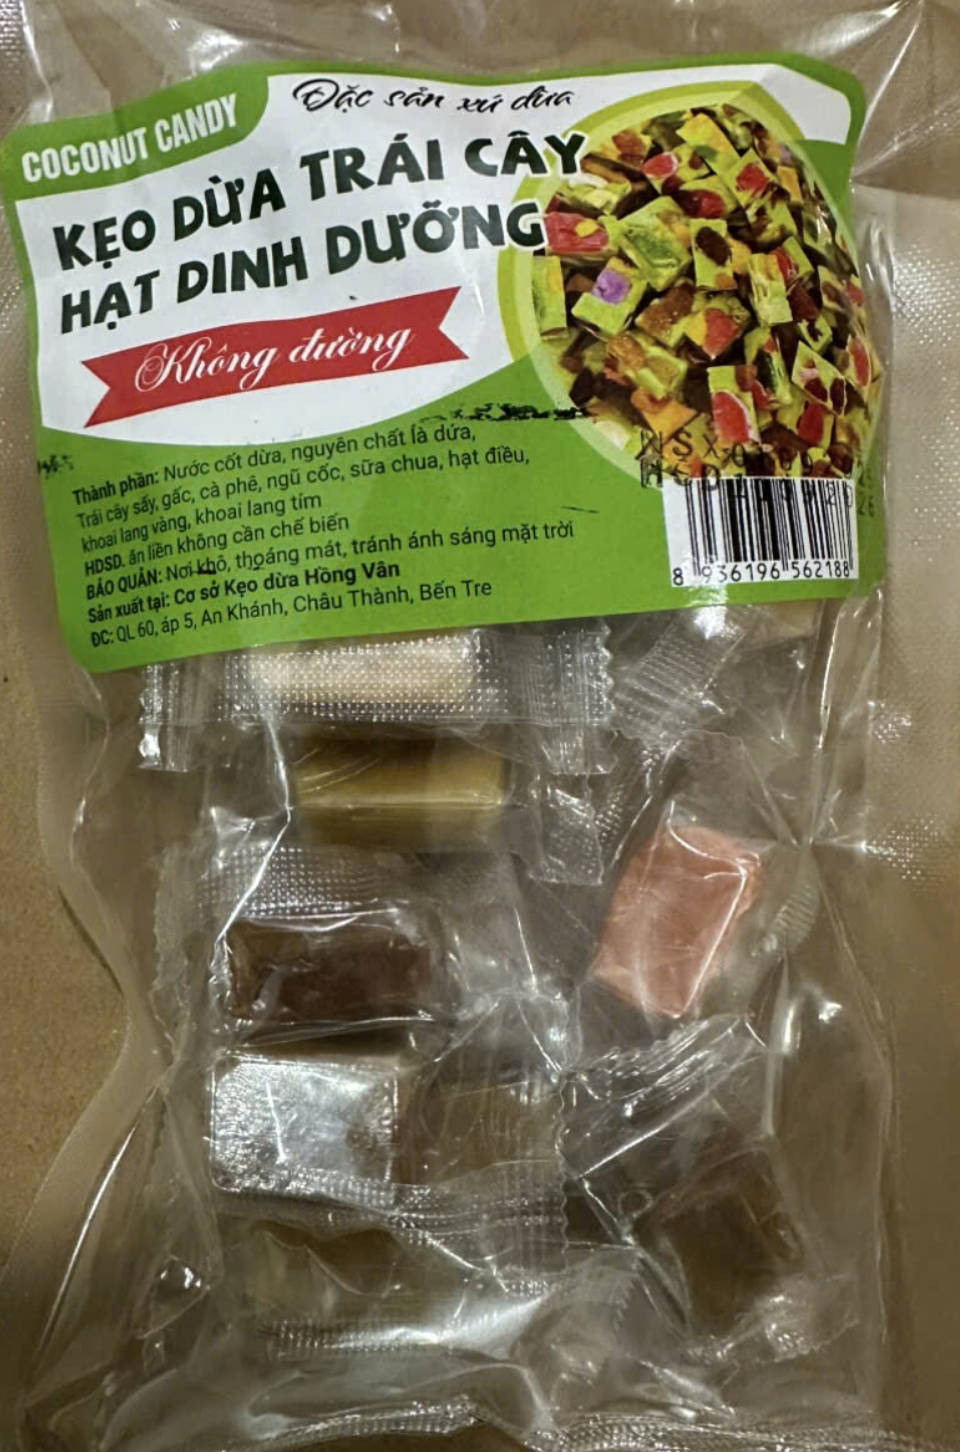 COCONUT CANDY
Đặc sản xứ dừa
KẸO DỪA TRÁI CÂY
HẠT DINH DƯỠNG
Không đường
Thành phần: Nước cốt dừa, nguyên chất là dứa,
Trái cây sấy, gấc, cà phê, ngũ cốc, sữa chua, hạt điều,
khoai lang vàng, khoai lang tím
HDSD. ăn liền không cần chế biến
BẢO QUẢN: Nơi khô, thoáng mát, tránh ánh sáng mặt trời
Sản xuất tại: Cơ sở Kẹo dừa Hồng Vân
ĐC: QL 60, áp 5, An Khánh, Châu Thành, Bến Tre
NSX
HSD
8 936196 562188